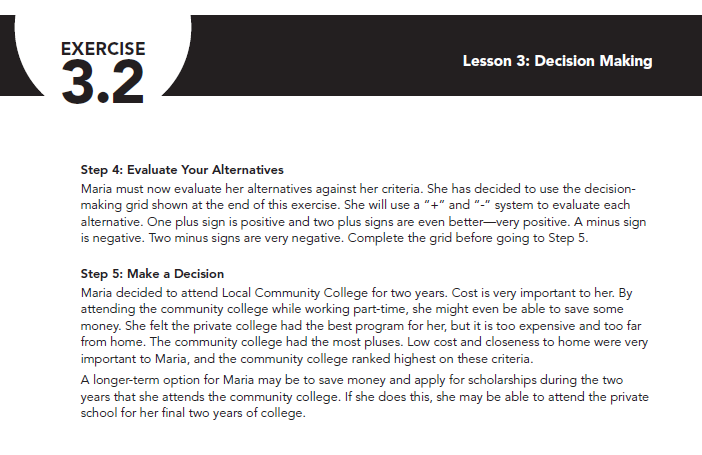 EXERCISE
3.2
Lesson 3: Decision Making
Step 4: Evaluate Your Alternatives
Maria must now evaluate her alternatives against her criteria. She has decided to use the decision-
making grid shown at the end of this exercise. She will use a “+” and “-” system to evaluate each
alternative. One plus sign is positive and two plus signs are even better—very positive. A minus sign
is negative. Two minus signs are very negative. Complete the grid before going to Step 5.
Step 5: Make a Decision
Maria decided to attend Local Community College for two years. Cost is very important to her. By
attending the community college while working part-time, she might even be able to save some
money. She felt the private college had the best program for her, but it is too expensive and too far
from home. The community college had the most pluses. Low cost and closeness to home were very
important to Maria, and the community college ranked highest on these criteria.
A longer-term option for Maria may be to save money and apply for scholarships during the two
years that she attends the community college. If she does this, she may be able to attend the private
school for her final two years of college.